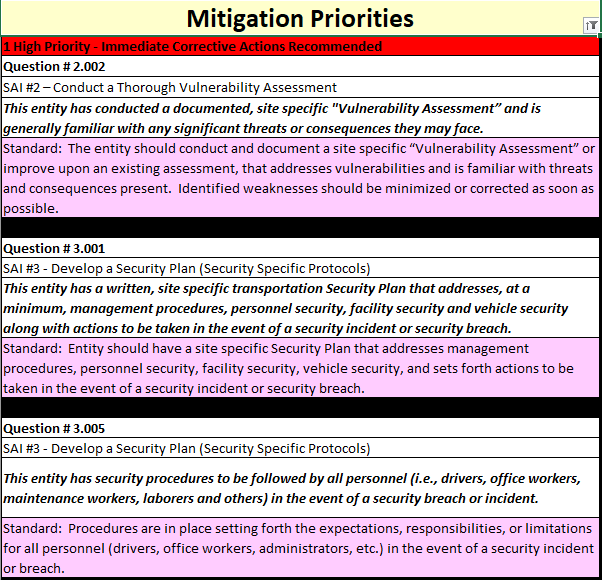 Mitigation Priorities
1 High Priority - Immediate Corrective Actions Recommended
Question # 2.002
SAI #2 – Conduct a Thorough Vulnerability Assessment
This entity has conducted a documented, site specific "Vulnerability Assessment” and is
generally familiar with any significant threats or consequences they may face.
Standard:  The entity should conduct and document a site specific “Vulnerability Assessment” or
improve upon an existing assessment, that addresses vulnerabilities and is familiar with threats
and consequences present.  Identified weaknesses should be minimized or corrected as soon as
possible.
Question # 3.001
SAI #3 - Develop a Security Plan (Security Specific Protocols)
This entity has a written, site specific transportation Security Plan that addresses, at a
minimum, management procedures, personnel security, facility security and vehicle security
along with actions to be taken in the event of a security incident or security breach.
Standard:  Entity should have a site specific Security Plan that addresses management
procedures, personnel security, facility security, vehicle security, and sets forth actions to be
taken in the event of a security incident or security breach.
Question # 3.005
SAI #3 - Develop a Security Plan (Security Specific Protocols)
This entity has security procedures to be followed by all personnel (i.e., drivers, office workers,
maintenance workers, laborers and others) in the event of a security breach or incident.
Standard:  Procedures are in place setting forth the expectations, responsibilities, or limitations
for all personnel (drivers, office workers, administrators, etc.) in the event of a security incident
or breach.